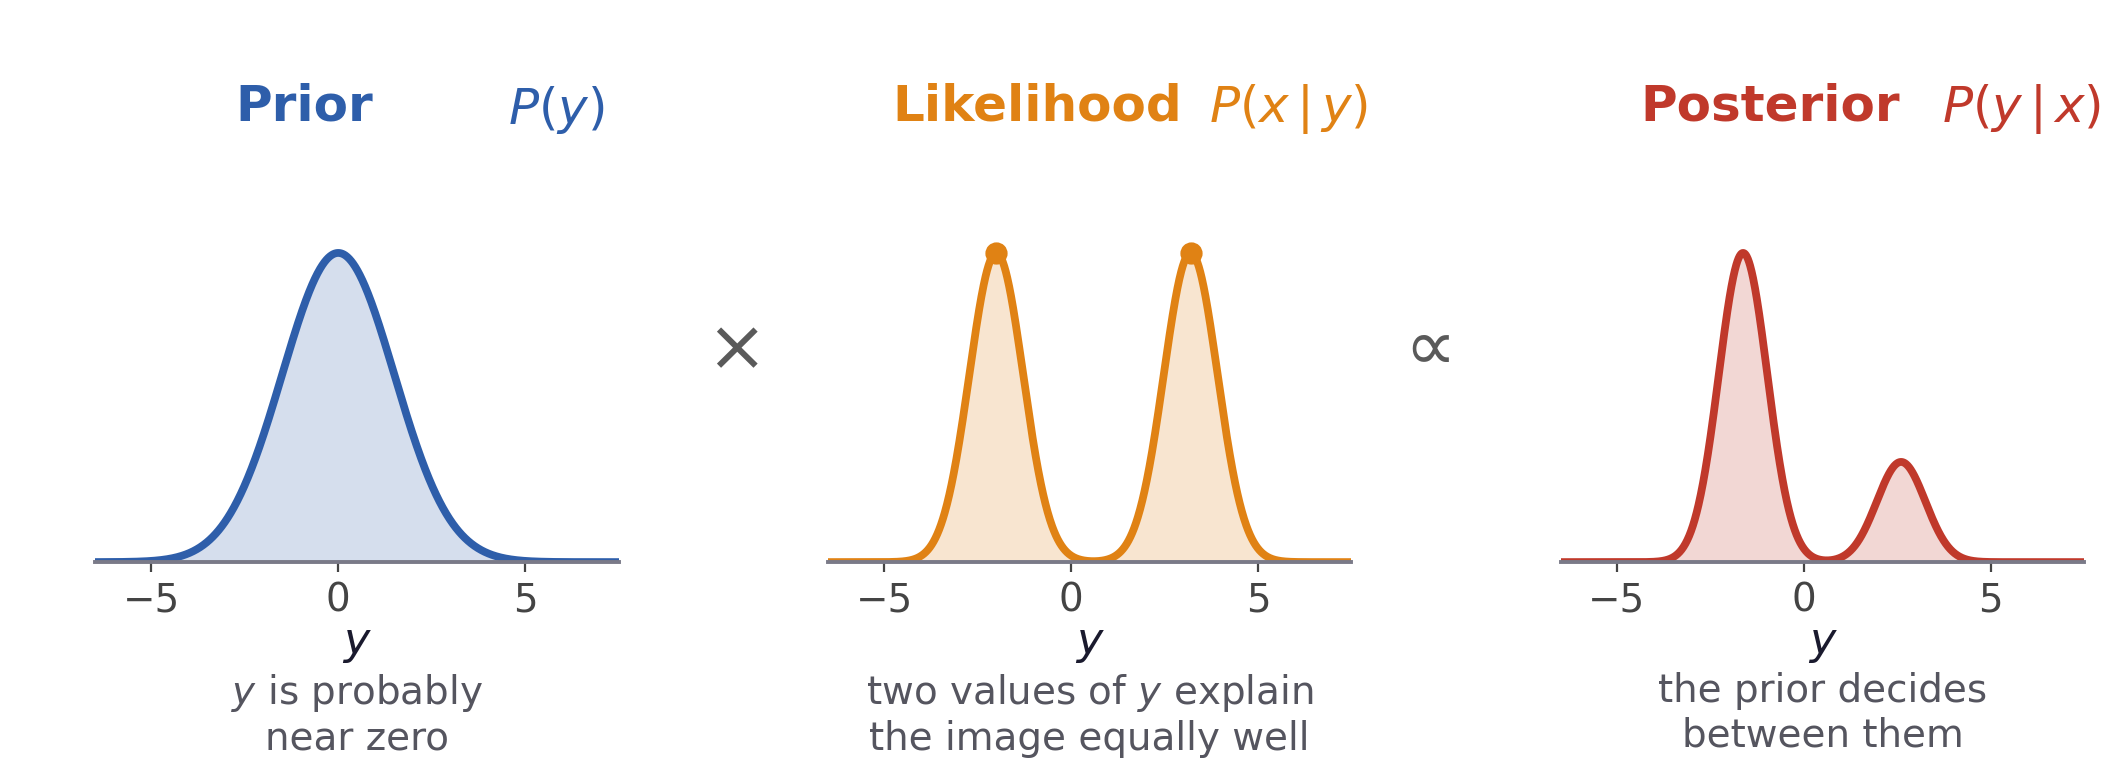 Prior P(y)
Likelihood P(x | y)
Posterior P(y | x)
×
∝
−5 0 5
y
y is probably
near zero
−5 0 5
y
two values of y explain
the image equally well
−5 0 5
y
the prior decides
between them